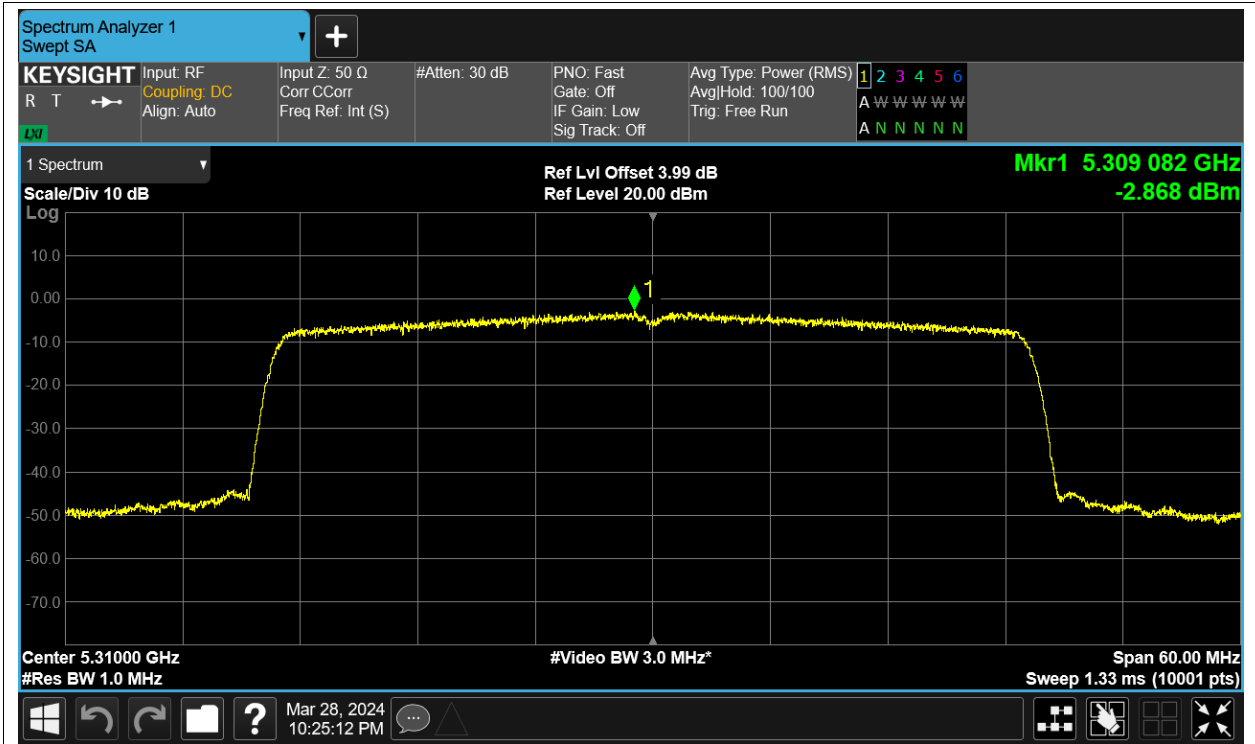 Spectrum Analyzer 1
Swept SA
KEYSIGHT
R T
LXI
Input: RF
Coupling: DC
Align: Auto
Input Z: 50 Ω
Corr CCorr
Freq Ref: Int (S)
#Atten: 30 dB
PNO: Fast
Gate: Off
IF Gain: Low
Sig Track: Off
Avg Type: Power (RMS)
Avg|Hold: 100/100
Trig: Free Run
1 2 3 4 5 6
A W W W W W
A N N N N N
1 Spectrum
Scale/Div 10 dB
Log
Ref Lvl Offset 3.99 dB
Ref Level 20.00 dBm
Mkr1 5.309 082 GHz
-2.868 dBm
10.0
0.00
-10.0
-20.0
-30.0
-40.0
-50.0
-60.0
-70.0
1
Center 5.31000 GHz
#Res BW 1.0 MHz
#Video BW 3.0 MHz*
Span 60.00 MHz
Sweep 1.33 ms (10001 pts)
?
Mar 28, 2024
10:25:12 PM